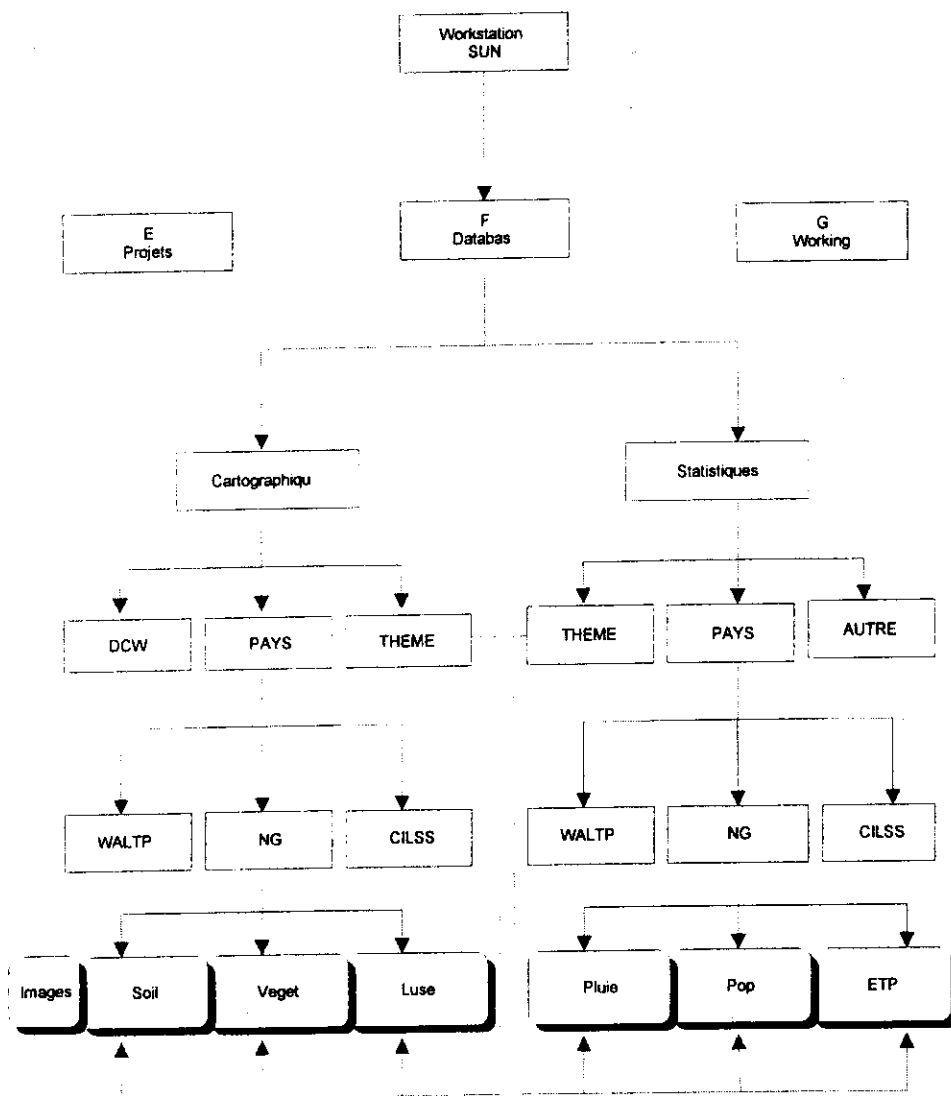 Workstation
SUN
E
Projets
F
Databas
G
Working
Cartographiqu
Statistiques
DCW
PAYS
THEME
THEME
PAYS
AUTRE
WALTP
NG
CILSS
WALTP
NG
CILSS
Images
Soil
Veget
Luse
Pluie
Pop
ETP